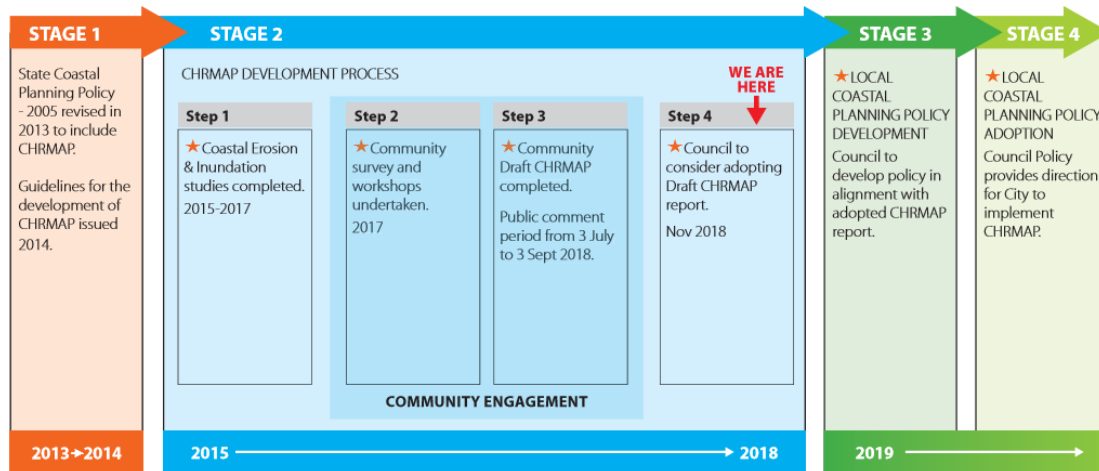 STAGE 1
State Coastal
Planning Policy
- 2005 revised in
2013 to include
CHRMAP.
Guidelines for the
development of
CHRMAP issued
2014.
2013→2014
STAGE 2
CHRMAP DEVELOPMENT PROCESS
WE ARE
HERE
Step 1
★Coastal Erosion
& Inundation
studies completed.
2015-2017
Step 2
★Community
survey and
workshops
undertaken.
2017
Step 3
★Community
Draft CHRMAP
completed.
Public comment
period from 3 July
to 3 Sept 2018.
COMMUNITY ENGAGEMENT
Step 4
★Council to
consider adopting
Draft CHRMAP
report.
Nov 2018
2015
2018
STAGE 3
★LOCAL
COASTAL
PLANNING POLICY
DEVELOPMENT
Council to
develop policy in
alignment with
adopted CHRMAP
report.
STAGE 4
★LOCAL
COASTAL
PLANNING POLICY
ADOPTION
Council Policy
provides direction
for City to
implement
CHRMAP.
2019